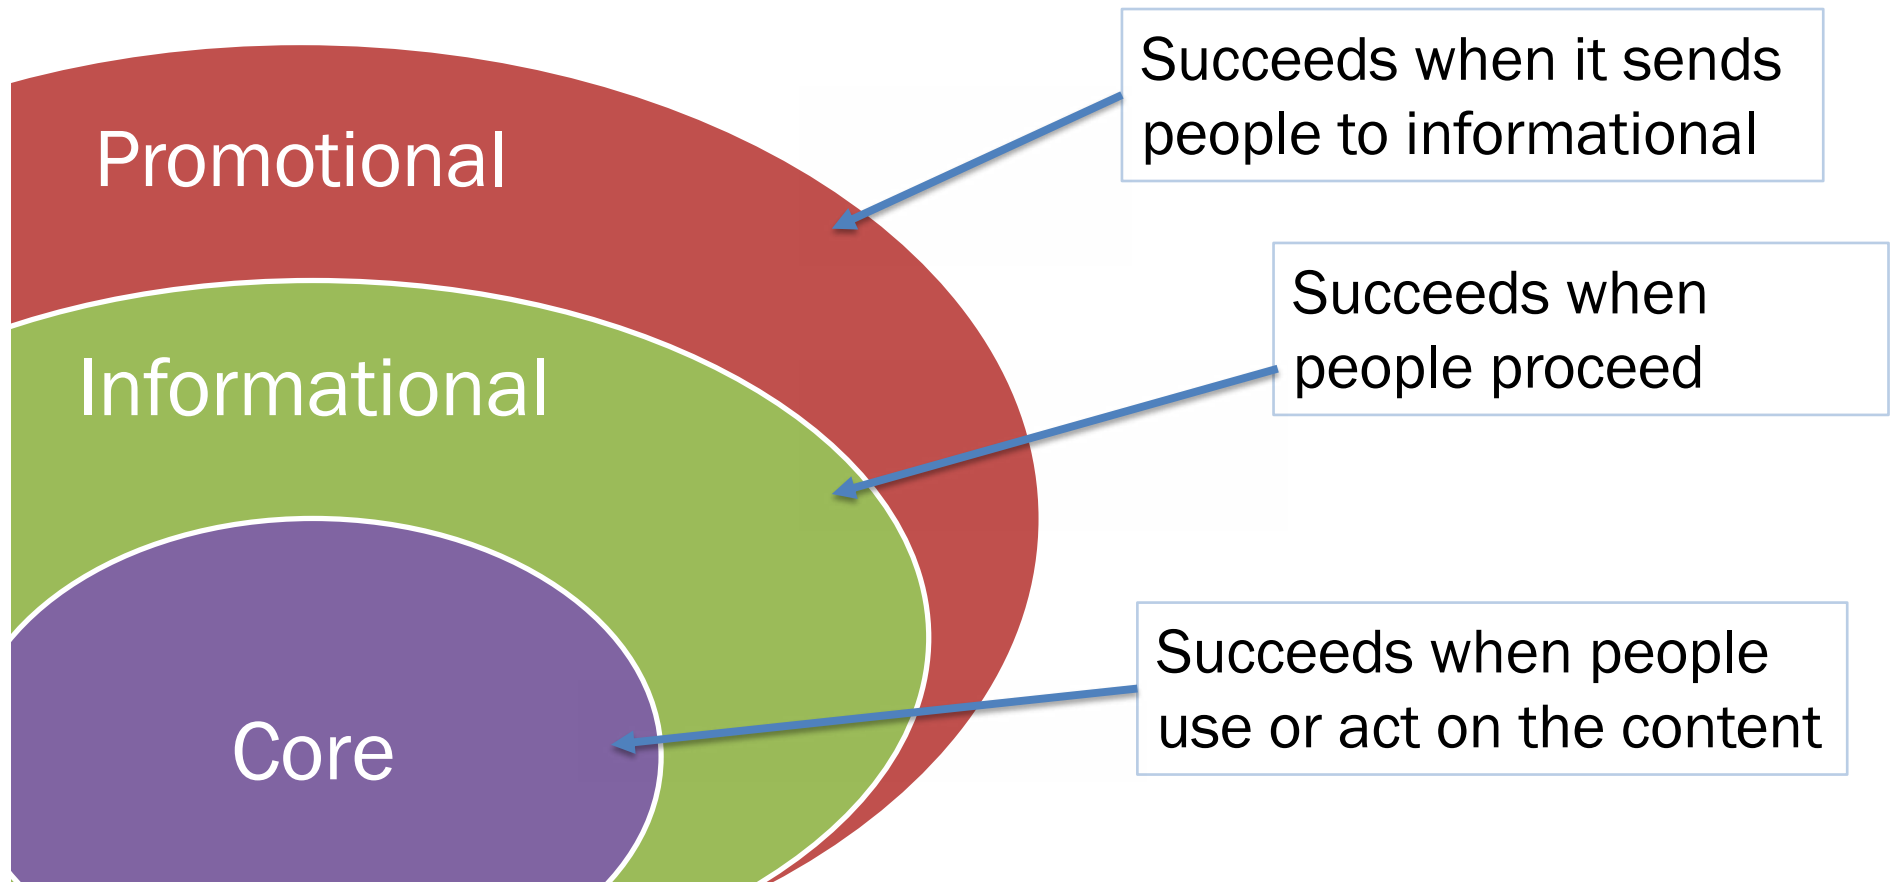 Promotional
Succeeds when it sends
people to informational
Informational
Succeeds when
people proceed
Core
Succeeds when people
use or act on the content